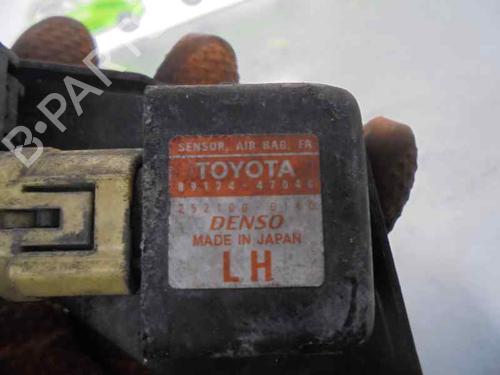 SENSOR, AIR BAG, FR
TOYOTA
89174-47040
DENSO
MADE IN JAPAN
LH
B-PARTS